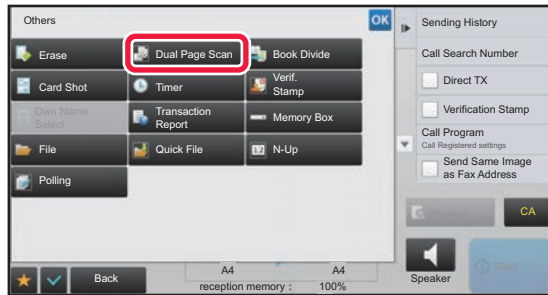 Others
OK
Erase
Dual Page Scan
Book Divide
Card Shot
Timer
Verif.
Stamp
Own Name
Select
Transaction
Report
Memory Box
File
Quick File
N-Up
Polling
Back
A4
A4
reception memory :
100%
Sending History
Call Search Number
Direct TX
Verification Stamp
Call Program
Call Registered settings
Send Same Image
as Fax Address
Preview
CA
Speaker
Start